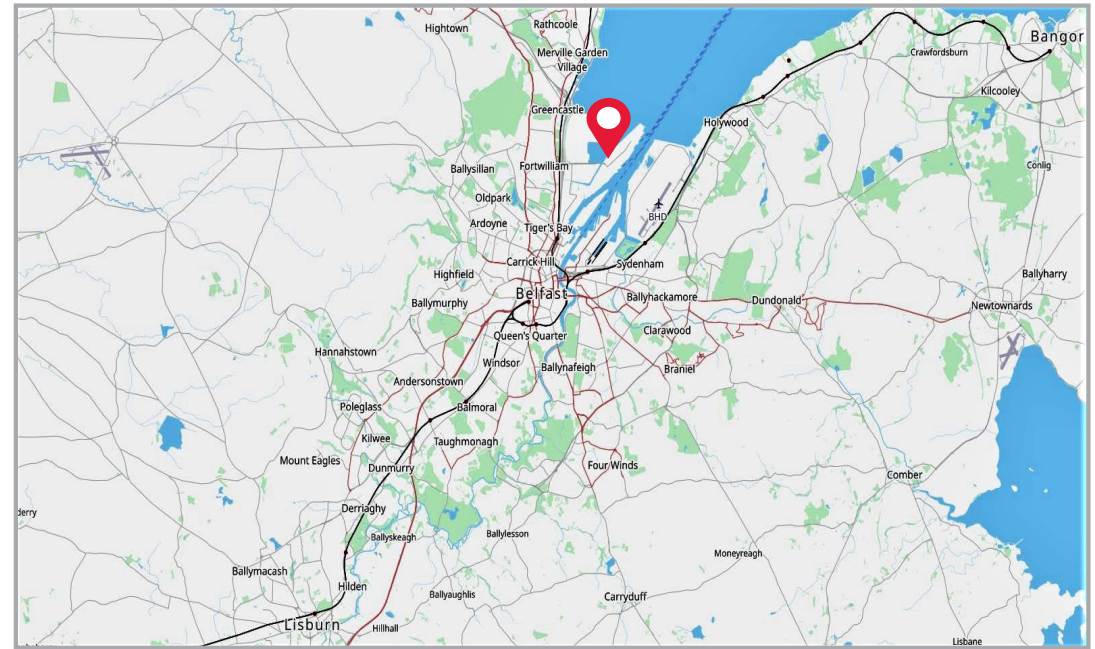 Rathcoole
Hightown
Bangor
Merville Garden
Village
Crawfordsburn
Kilcooley
Greencastle
Holywood
Ballysillan
Fortwilliam
Conlig
Oldpark
BHD
Ardoyne
Tiger's Bay
Carrick Hill
Sydenham
Highfield
Ballyharry
Belfast
Ballymurphy
Ballyhackamore
Dundonald
Newtownards
Queen's Quarter
Clarawood
Hannahstown
Windsor
Ballynafeigh
Braniel
Andersonstown
Poleglass
Balmoral
Kilwee
Taughmonagh
Mount Eagles
Dunmurry
Four Winds
Comber
Derriaghy
derry
Ballyskeagh
Ballylesson
Moneyreagh
Ballymacash
Hilden
Ballyaughlis
Carryduff
Lisburn
Hillhall
Lisbane